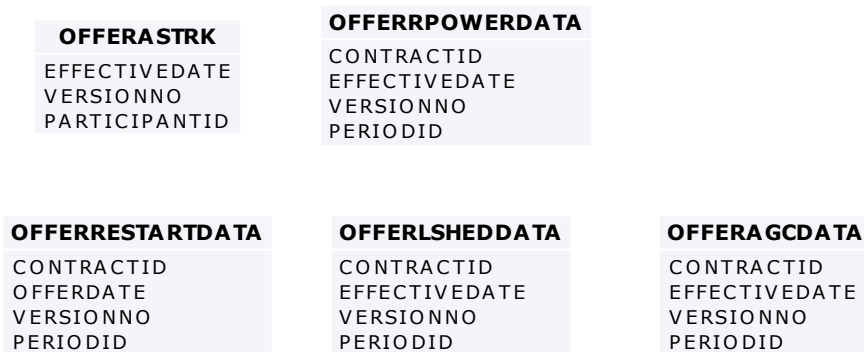 OFFERASTRK
EFFECTIVEDATE
VERSIONNO
PARTICIPANTID
OFFERRPOWERDATA
CONTRACTID
EFFECTIVEDATE
VERSIONNO
PERIODID
OFFERRESTARTDATA
CONTRACTID
OFFERDATE
VERSIONNO
PERIODID
OFFERLSHEDDATA
CONTRACTID
EFFECTIVEDATE
VERSIONNO
PERIODID
OFFERAGCDATA
CONTRACTID
EFFECTIVEDATE
VERSIONNO
PERIODID